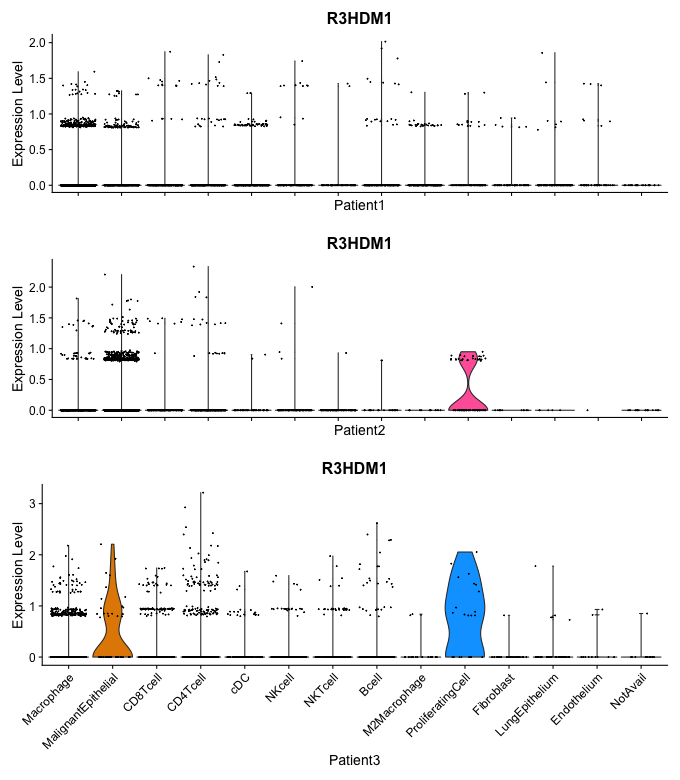 R3HDM1
Expression Level
2.0
1.5
1.0
0.5
0.0
Patient1
R3HDM1
Expression Level
2.0
1.5
1.0
0.5
0.0
Patient2
R3HDM1
Expression Level
3
2
1
0
Macrophage
MalignantEpithelial
CD8Tcell
CD4Tcell
cDC
NKcell
NKTcell
Bcell
M2Macrophage
ProliferatingCell
Fibroblast
LungEpithelium
Endothelium
NotAvail
Patient3